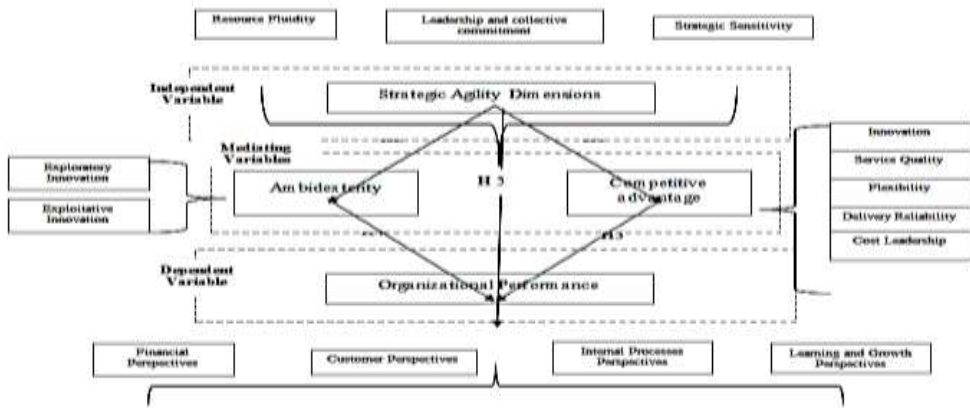 Resource Fluidity
Leadership and collective
commitment
Strategic Sensitivity
Independent
Variable
Strategic Agility Dimensions
Mediating
Variables
Exploratory
Innovation
Exploitative
Innovation
Ambidexterity
H5
Competitive
advantage
Innovation
Service Quality
Flexibility
Delivery Reliability
Cost Leadership
H3
Dependent
Variable
Organizational Performance
Financial
Perspectives
Customer Perspectives
Internal Processes
Perspectives
Learning and Growth
Perspectives